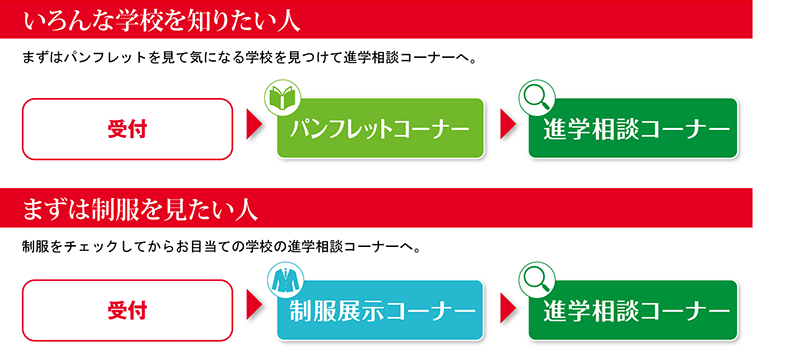 いろんな学校を知りたい人
まずはパンフレットを見て気になる学校を見つけて進学相談コーナーへ。
受付
パンフレットコーナー
進学相談コーナー
まずは制服を見たい人
制服をチェックしてからお目当ての学校の進学相談コーナーへ。
受付
制服展示コーナー
進学相談コーナー